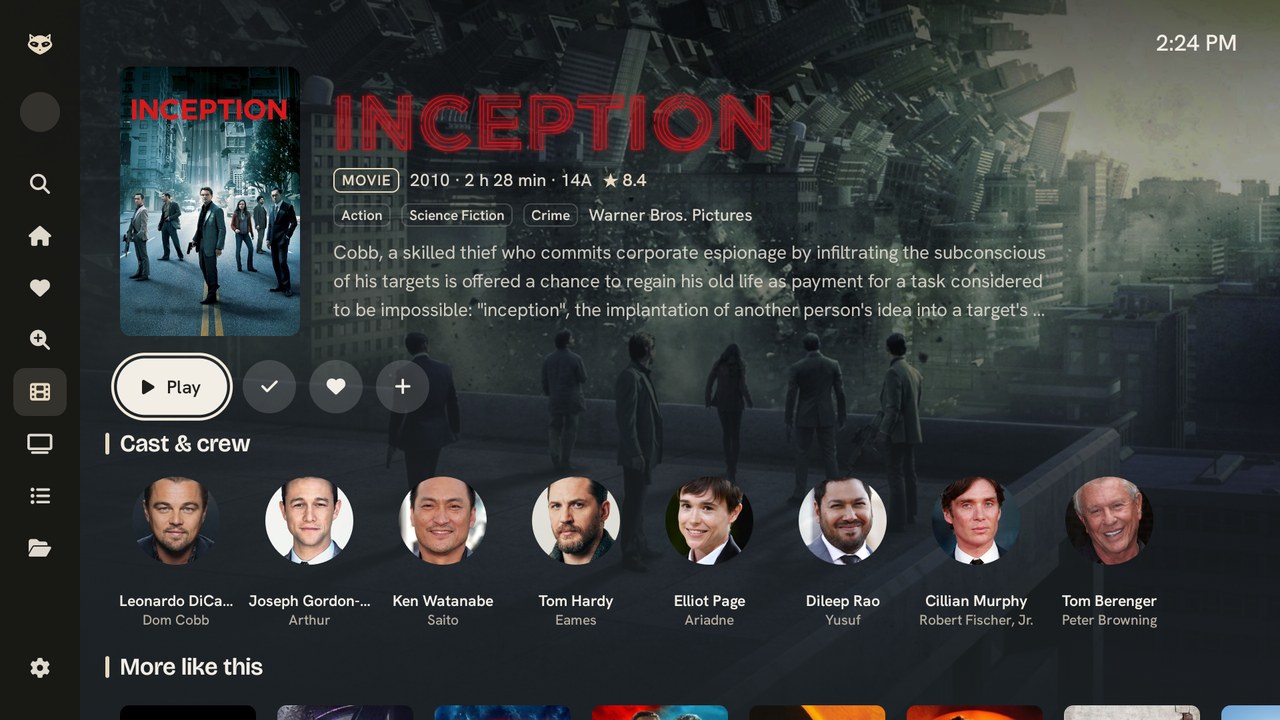 2:24 PM
INCEPTION
INCEPTION
MOVIE 2010 · 2 h 28 min · 14A ★ 8.4
Action Science Fiction Crime Warner Bros. Pictures
Cobb, a skilled thief who commits corporate espionage by infiltrating the subconscious
of his targets is offered a chance to regain his old life as payment for a task considered
to be impossible: "inception", the implantation of another person's idea into a target's ...
Play
Cast & crew
Leonardo DiCa...
Dom Cobb
Joseph Gordon-...
Arthur
Ken Watanabe
Saito
Tom Hardy
Eames
Elliot Page
Ariadne
Dileep Rao
Yusuf
Cillian Murphy
Robert Fischer, Jr.
Tom Berenger
Peter Browning
More like this